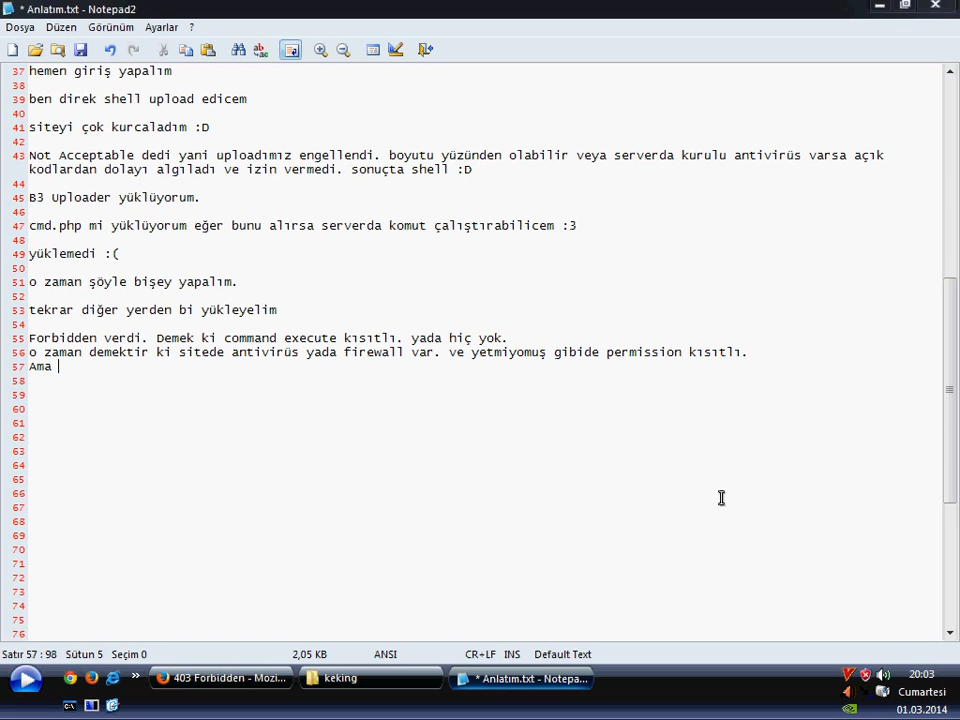 * Anlatım.txt - Notepad2
Dosya Düzen Görünüm Ayarlar ?
37 hemen giriş yapalım
38
39 ben direk shell upload edicem
40
41 siteyi çok kurcaladım :D
42
43 Not Acceptable dedi yani uploadımız engellendi. boyutu yüzünden olabilir veya serverda kurulu antivirüs varsa açık
kodlardan dolayı algıladı ve izin vermedi. sonuçta shell :D
44
45 B3 Uploader yüklüyorum.
46
47 cmd.php mi yüklüyorum eğer bunu alırsa serverda komut çalıştırabilicem :3
48
49 yüklemedi :(
50
51 o zaman şöyle bişey yapalım.
52
53 tekrar diğer yerden bi yükleyelim
54
55 Forbidden verdi. Demek ki command execute kısıtlı. yada hiç yok.
56 o zaman demektir ki sitede antivirüs yada firewall var. ve yetmiyomuş gibide permission kısıtlı.
57 Ama
58
59
60
61
62
63
64
65
66
67
68
69
70
71
72
73
74
75
76
Satır 57 : 98 Sütun 5 Seçim 0 2,05 KB ANSI CR+LF INS Default Text
403 Forbidden - Mozi... keking * Anlatım.txt - Notepa... 20:03
Cumartesi
01.03.2014